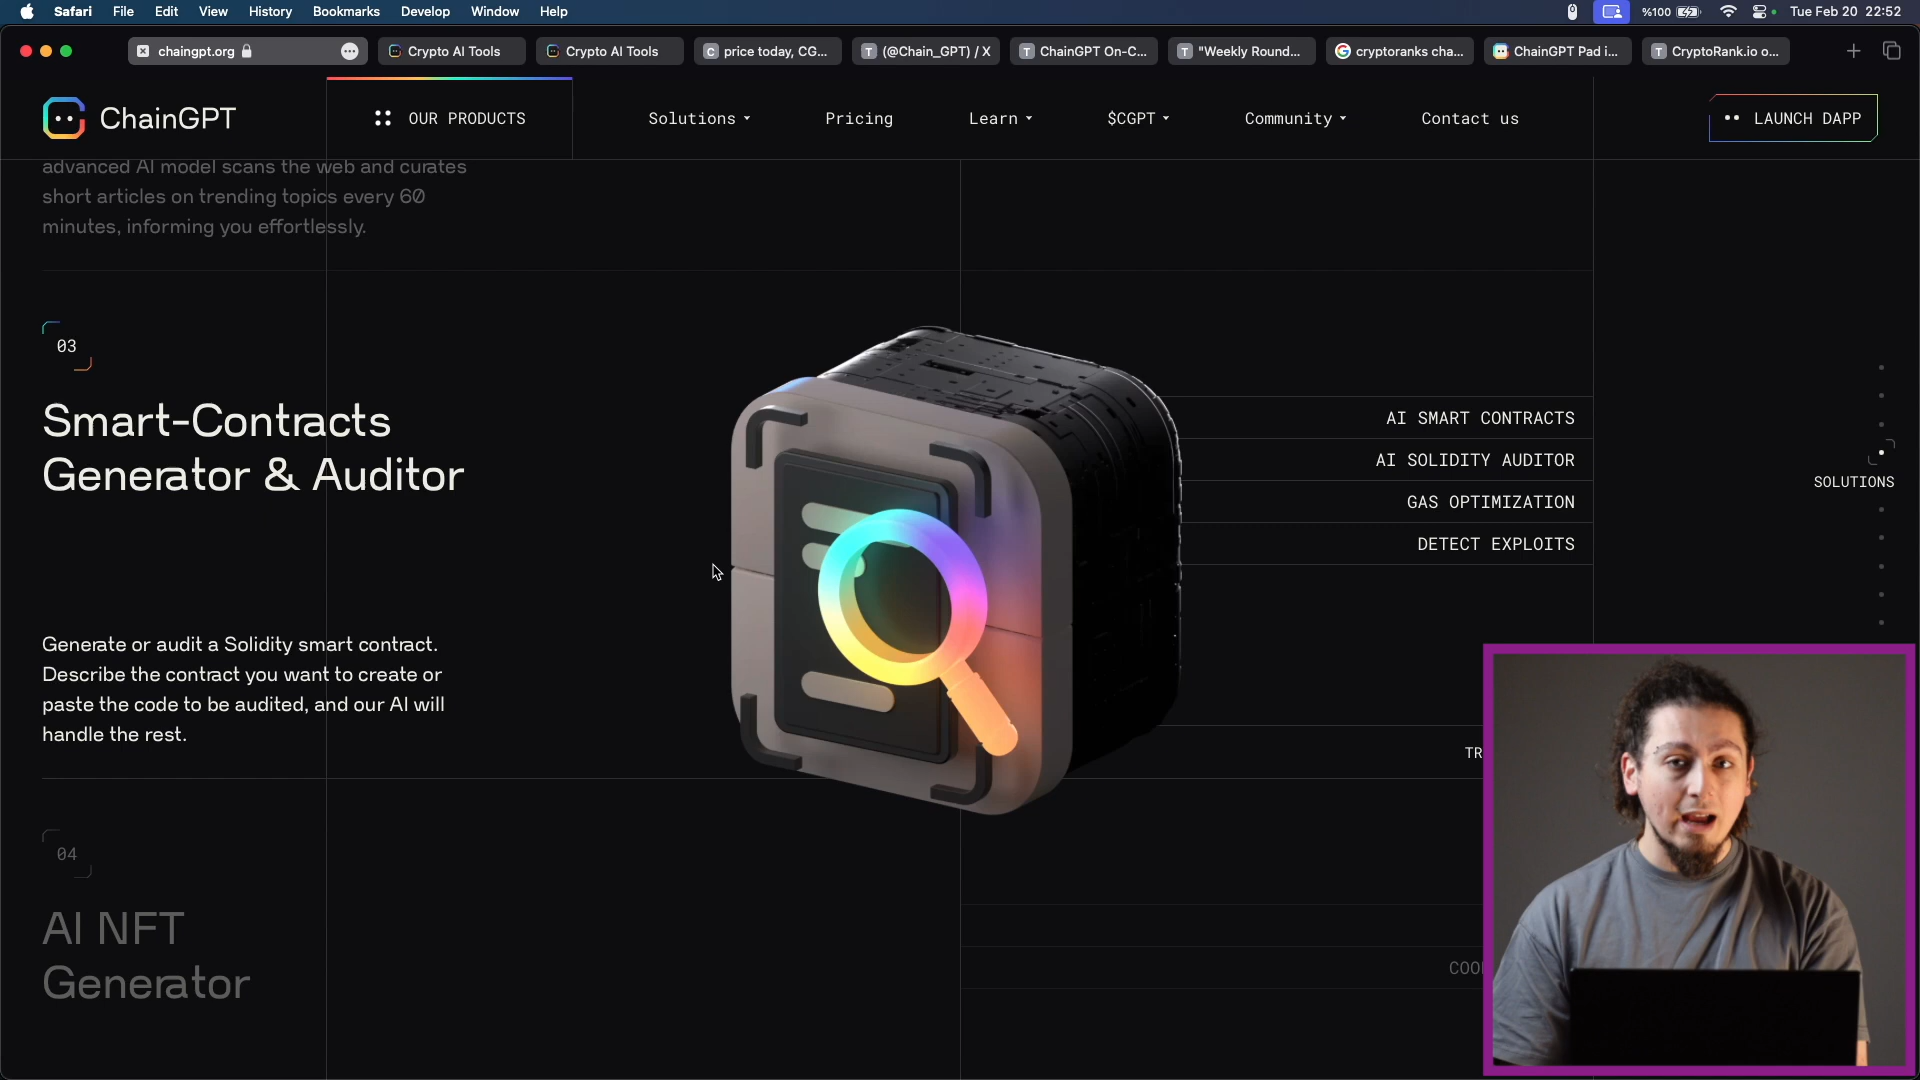 Safari File Edit View History Bookmarks Develop Window Help %100 Tue Feb 20 22:52
chaingpt.org Crypto AI Tools Crypto AI Tools price today, CG... (@Chain_GPT) / X ChainGPT On-C... "Weekly Round... cryptoranks cha... ChainGPT Pad i... CryptoRank.io o...
ChainGPT OUR PRODUCTS Solutions Pricing Learn $CGPT Community Contact us LAUNCH DAPP
advanced AI model scans the web and curates
short articles on trending topics every 60
minutes, informing you effortlessly.
03
Smart-Contracts
Generator & Auditor
Generate or audit a Solidity smart contract.
Describe the contract you want to create or
paste the code to be audited, and our AI will
handle the rest.
AI SMART CONTRACTS
AI SOLIDITY AUDITOR
GAS OPTIMIZATION
DETECT EXPLOITS
SOLUTIONS
04
AI NFT
Generator